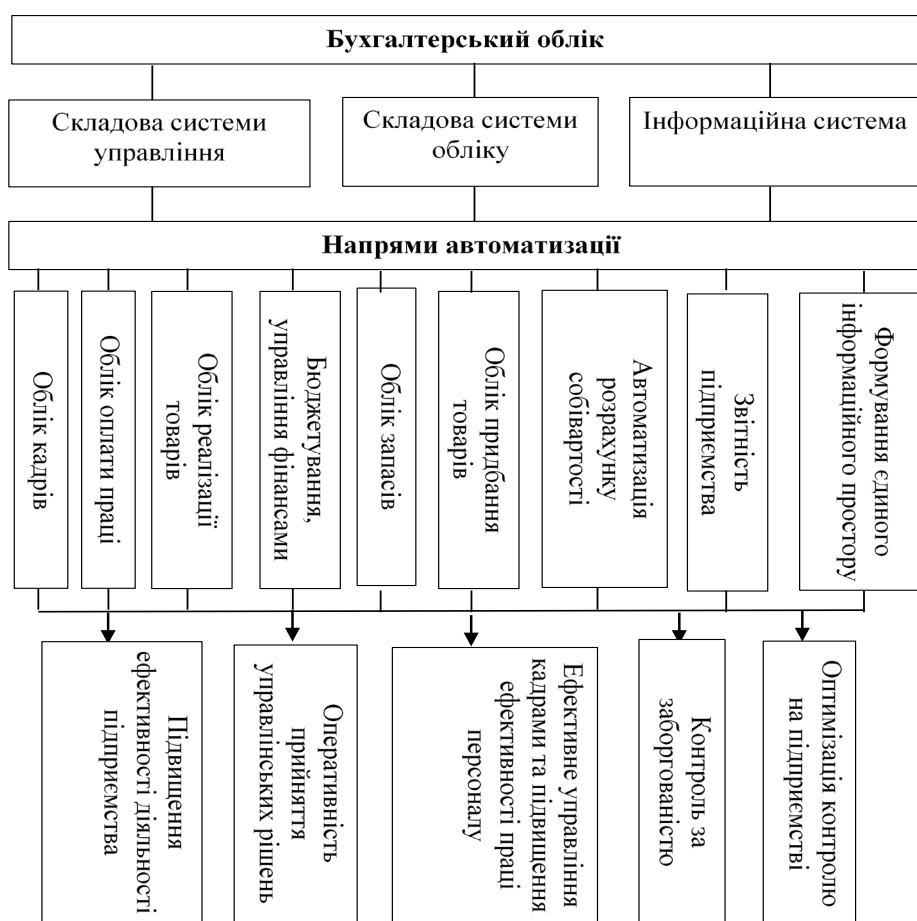 Бухгалтерський облік
Складова системи
управління
Складова системи
обліку
Інформаційна система
Напрями автоматизації
Облік кадрів
Облік оплати праці
Облік реалізації
товарів
Бюджетування,
управління фінансами
Облік запасів
Облік придбання
товарів
Автоматизація
розрахунку
собівартості
Звітність
підприємства
Формування єдиного
інформаційного простору
Підвищення
ефективності діяльності
підприємства
Оперативність
прийняття
управлінських рішень
Ефективне управління
кадрами та підвищення
ефективності праці
персоналу
Контроль за
заборгованістю
Оптимізація контролю
на підприємстві